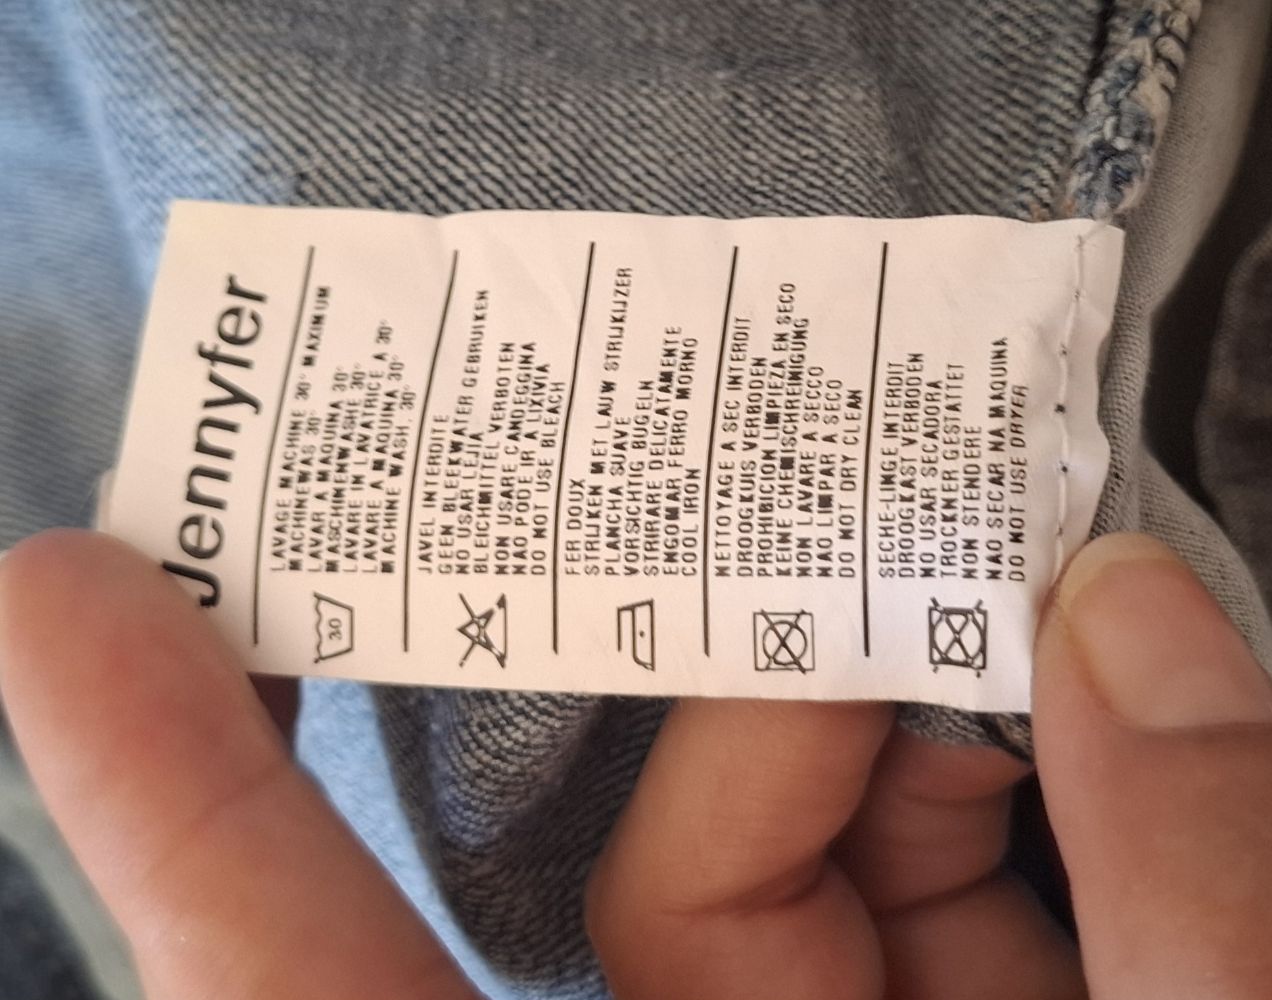 Jennyfer
LAVAGE MACHINE 30° MAXIMUM
MACHINEWAS 30°
LAVAR A MAQUINA 30°
MASCHINENWASHE 30°
LAVARE IN LAVATRICE A 30°
LAVARE A MAQUINA 30°
MACHINE WASH. 30°
30
JAVEL INTERDITE
GEEN BLEEKWATER GEBRUIKEN
NO USAR LEJIA
BLEICHEMITTEL VERBOTEN
NON USARE CANDEGGINA
NAO PODE IR A LIXIVIA
DO NOT USE BLEACH
FER DOUX
STRIJKEN MET LAUW STRIJKIJZER
PLANCHA SUAVE
VORSICHTIG BUGELN
STRIRARE DELICATAMENTE
ENGOMAR FERRO MORNO
COOL IRON
NETTOYAGE A SEC INTERDIT
DROOGKUIS VERBODEN
PROHIBICION LIMPIEZA EN SECO
KEINE CHEMISCHREINIGUNG
NON LAVARE A SECCO
NAO LIMPAR A SECO
DO NOT DRY CLEAN
SECHE-LINGE INTERDIT
DROOGKAST VERBODEN
NO USAR SECADORA
TROCKNER GESTATTET
NON STENDERE
NAO SECAR NA MAQUINA
DO NOT USE DRYER